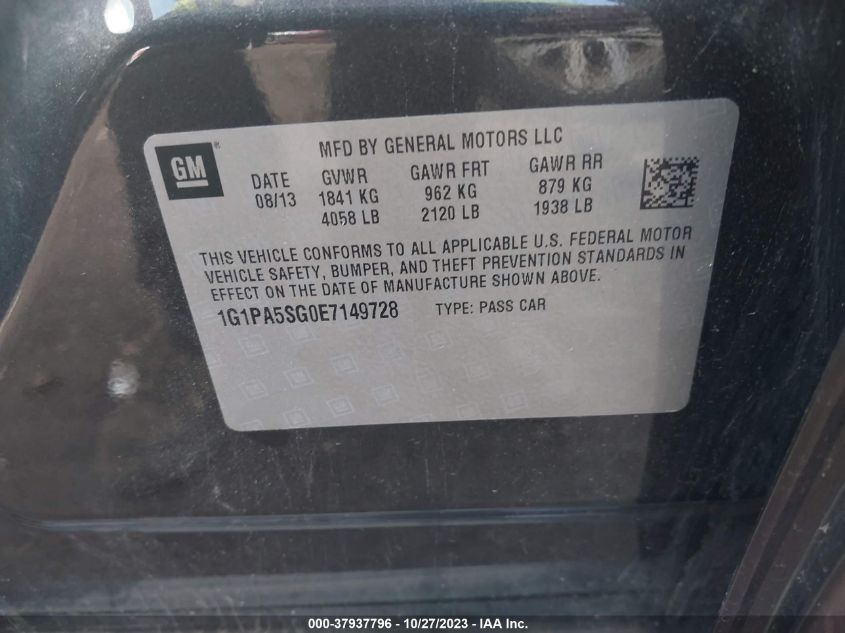 GM ®
MFD BY GENERAL MOTORS LLC
DATE GVWR GAWR FRT GAWR RR
08/13 1841 KG 962 KG 879 KG
4058 LB 2120 LB 1938 LB
THIS VEHICLE CONFORMS TO ALL APPLICABLE U.S. FEDERAL MOTOR
VEHICLE SAFETY, BUMPER, AND THEFT PREVENTION STANDARDS IN
EFFECT ON THE DATE OF MANUFACTURE SHOWN ABOVE.
1G1PA5SG0E7149728 TYPE: PASS CAR
000-37937796 - 10/27/2023 - IAA Inc.